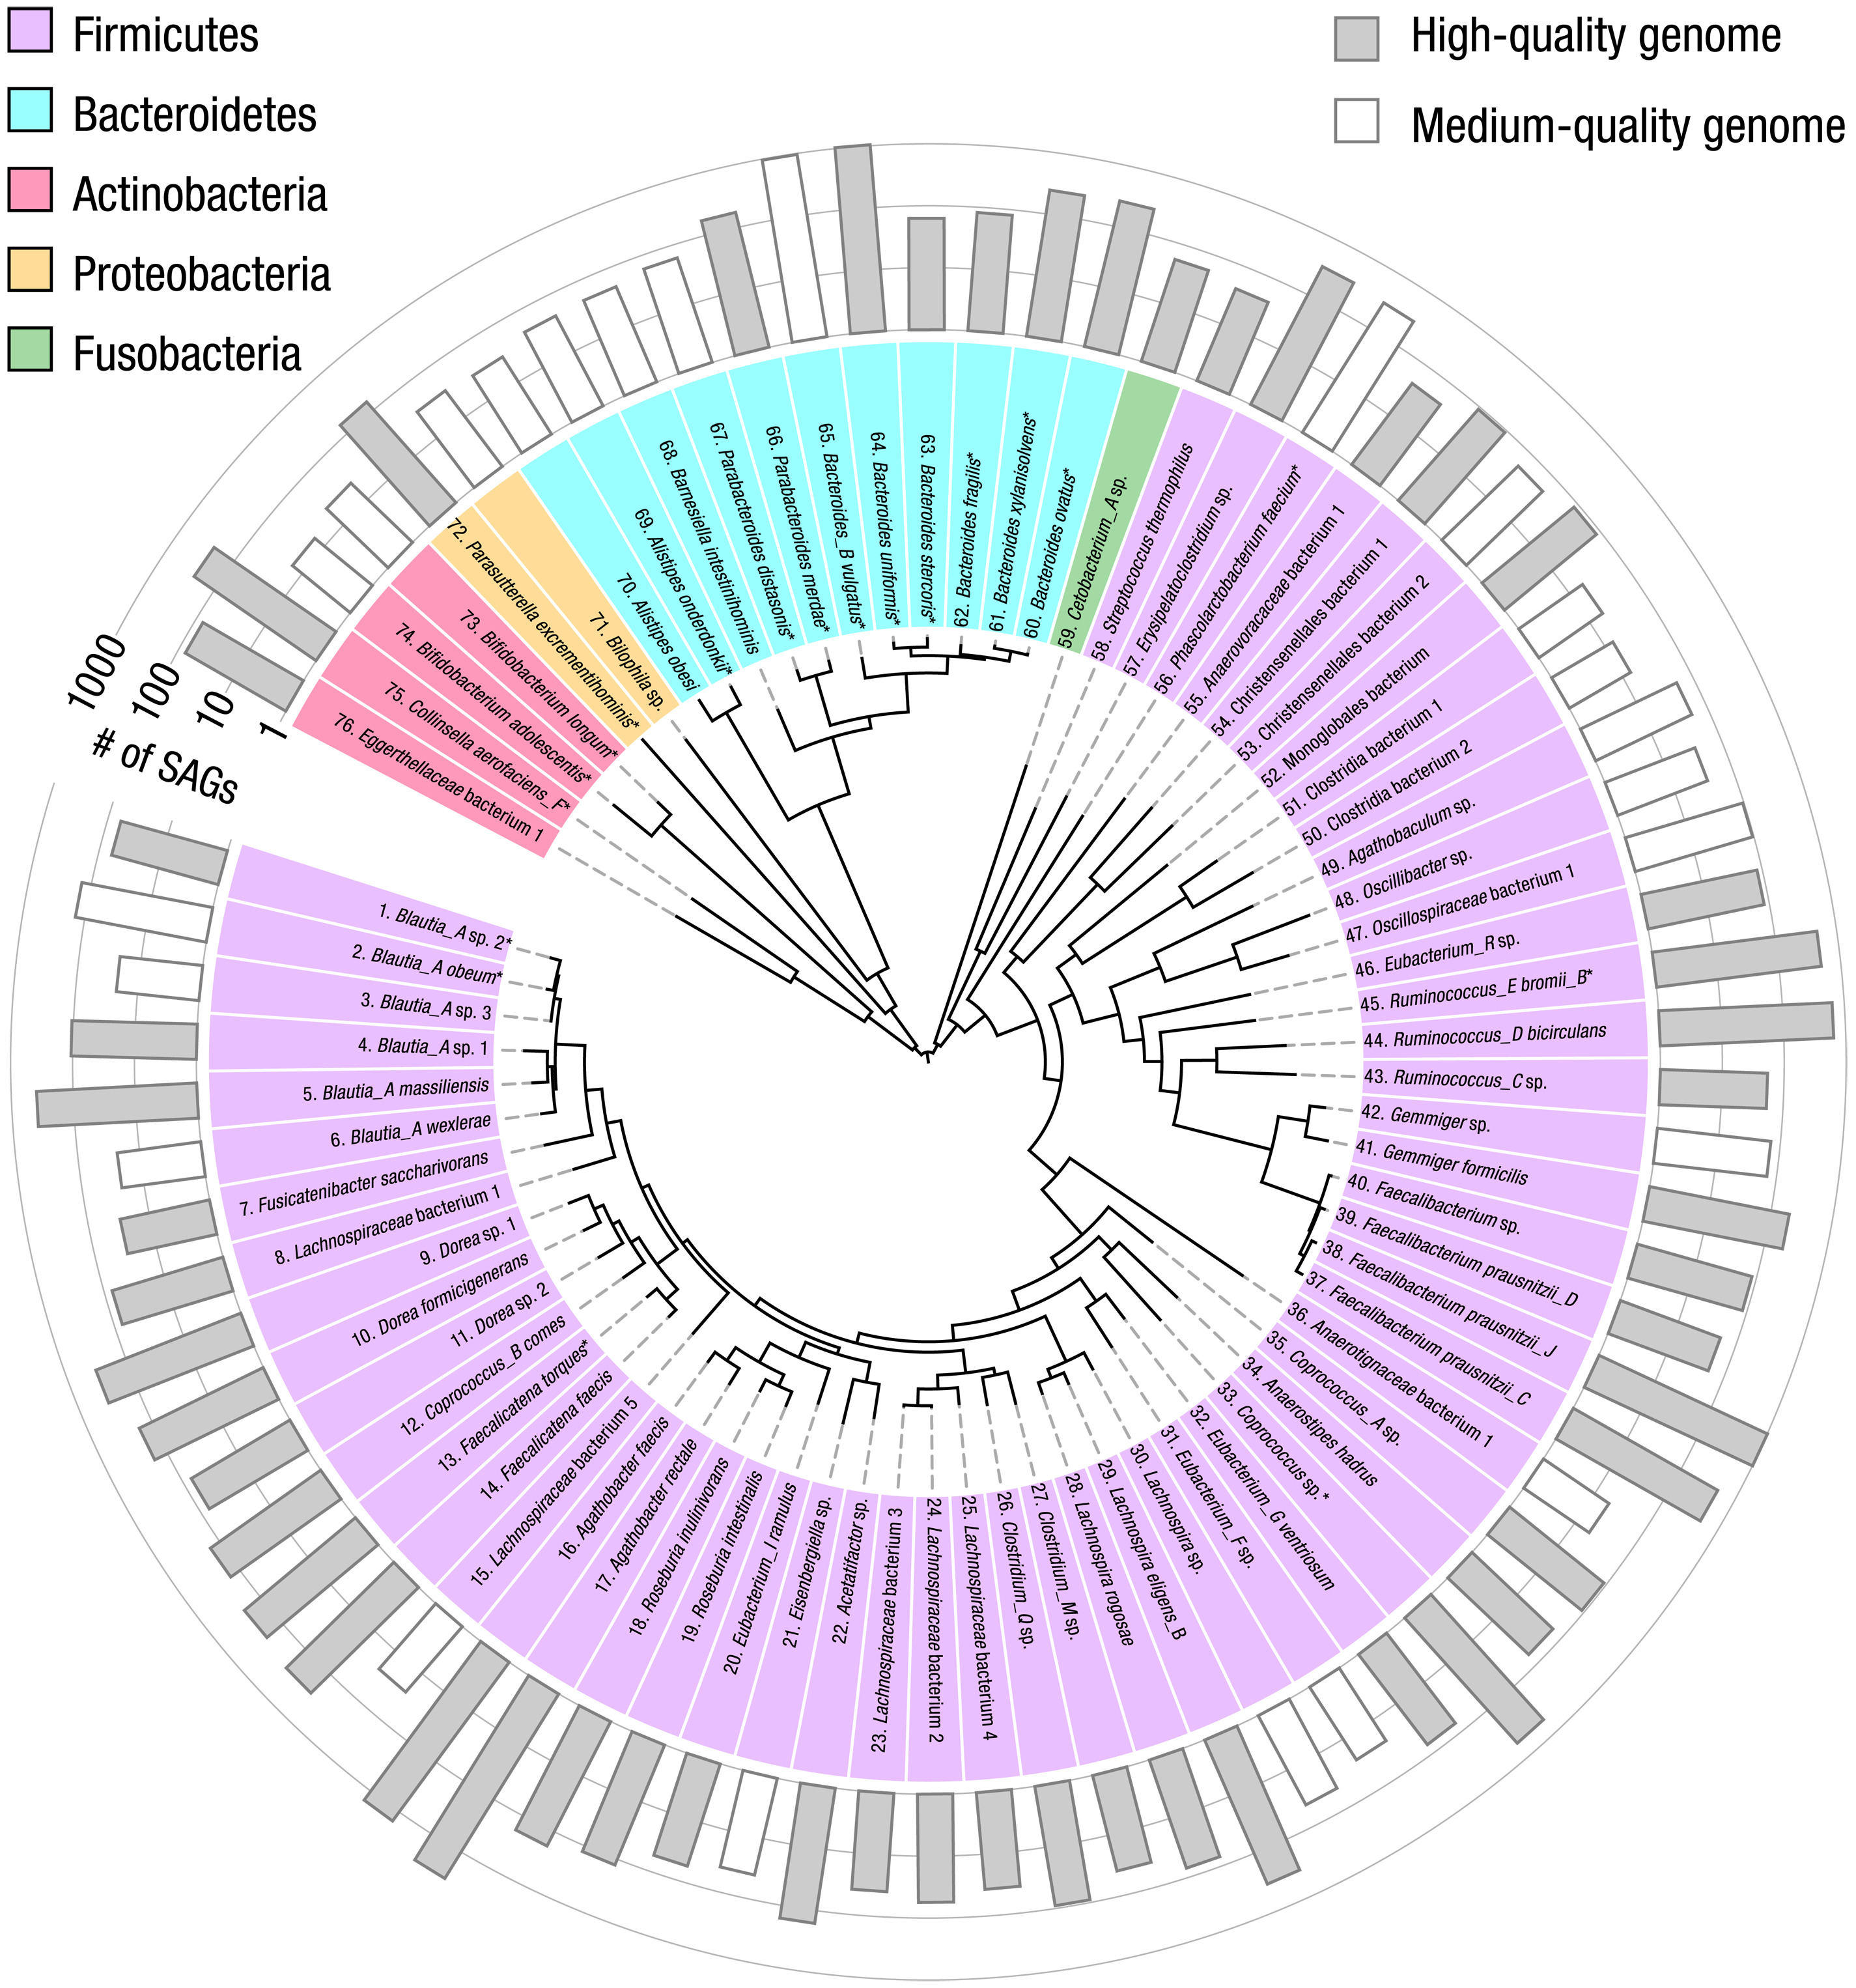 Firmicutes
Bacteroidetes
Actinobacteria
Proteobacteria
Fusobacteria
High-quality genome
Medium-quality genome
1000
100
10
1
# of SAGs
1. Blautia_A sp. 2*
2. Blautia_A obeum*
3. Blautia_A sp. 3
4. Blautia_A sp. 1
5. Blautia_A massiliensis
6. Blautia_A wexlerae
7. Fusicatenibacter saccharivorans
8. Lachnospiraceae bacterium 1
9. Dorea sp. 1
10. Dorea formicigenerans
11. Dorea sp. 2
12. Coprococcus_B comes
13. Faecalicatena torques*
14. Faecalicatena faecis
15. Lachnospiraceae bacterium 5
16. Agathobacter faecis
17. Agathobacter rectale
18. Roseburia inulinivorans
19. Roseburia intestinalis
20. Eubacterium_I ramulus
21. Eisenbergiella sp.
22. Acetatifactor sp.
23. Lachnospiraceae bacterium 3
24. Lachnospiraceae bacterium 2
25. Lachnospiraceae bacterium 4
26. Clostridium_Q sp.
27. Clostridium_M sp.
28. Lachnospira rogosae
29. Lachnospira eligens_B
30. Lachnospira sp.
31. Eubacterium_F sp.
32. Eubacterium_G ventriosum
33. Coprococcus sp. *
34. Anaerostipes hadrus
35. Coprococcus_A sp.
36. Anaerotignaceae bacterium 1
37. Faecalibacterium prausnitzii_C
38. Faecalibacterium prausnitzii_J
39. Faecalibacterium prausnitzii_D
40. Faecalibacterium sp.
41. Gemmiger formicilis
42. Gemmiger sp.
43. Ruminococcus_C sp.
44. Ruminococcus_D bicirculans
45. Ruminococcus_E bromii_B*
46. Eubacterium_R sp.
47. Oscillospiraceae bacterium 1
48. Oscillibacter sp.
49. Agathobaculum sp.
50. Clostridia bacterium 2
51. Clostridia bacterium 1
52. Monoglobales bacterium
53. Christensenellales bacterium 2
54. Christensenellales bacterium 1
55. Anaerovoracaceae bacterium 1
56. Phascolarctobacterium faecium*
57. Erysipelatoclostridium sp.
58. Streptococcus thermophilus
59. Cetobacterium_A sp.
60. Bacteroides ovatus*
61. Bacteroides xylanisolvens*
62. Bacteroides fragilis*
63. Bacteroides stercoris*
64. Bacteroides uniformis*
65. Bacteroides_B vulgatus*
66. Parabacteroides merdae*
67. Parabacteroides distasonis*
68. Barnesiella intestinihominis
69. Alistipes onderdonkii*
70. Alistipes obesi
71. Bilophila sp.
72. Parasutterella excrementihominis*
73. Bifidobacterium longum*
74. Bifidobacterium adolescentis*
75. Collinsella aerofaciens_F*
76. Eggerthellaceae bacterium 1